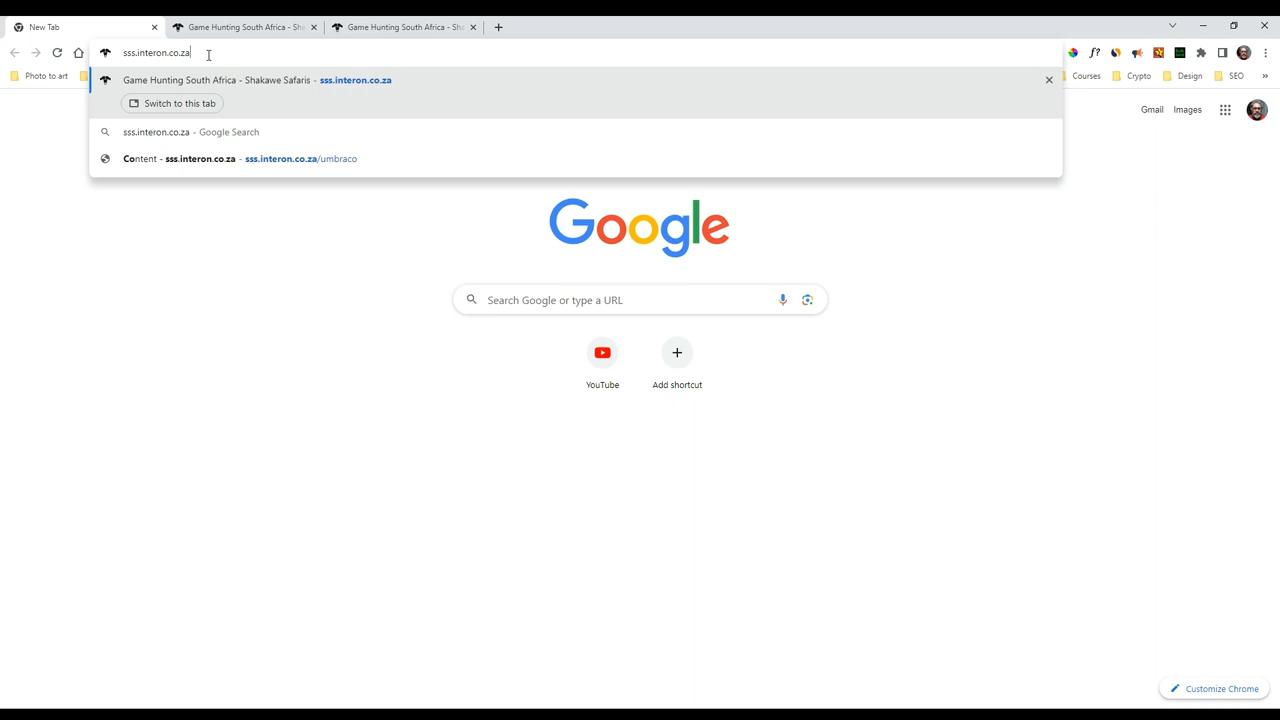 New Tab
Game Hunting South Africa - Sha
Game Hunting South Africa - Sha
sss.interon.co.za
f?
Photo to art
Courses
Crypto
Design
SEO
»
Game Hunting South Africa - Shakawe Safaris - sss.interon.co.za
Switch to this tab
sss.interon.co.za - Google Search
Content - sss.interon.co.za - sss.interon.co.za/umbraco
Gmail
Images
Google
Search Google or type a URL
YouTube
Add shortcut
Customize Chrome